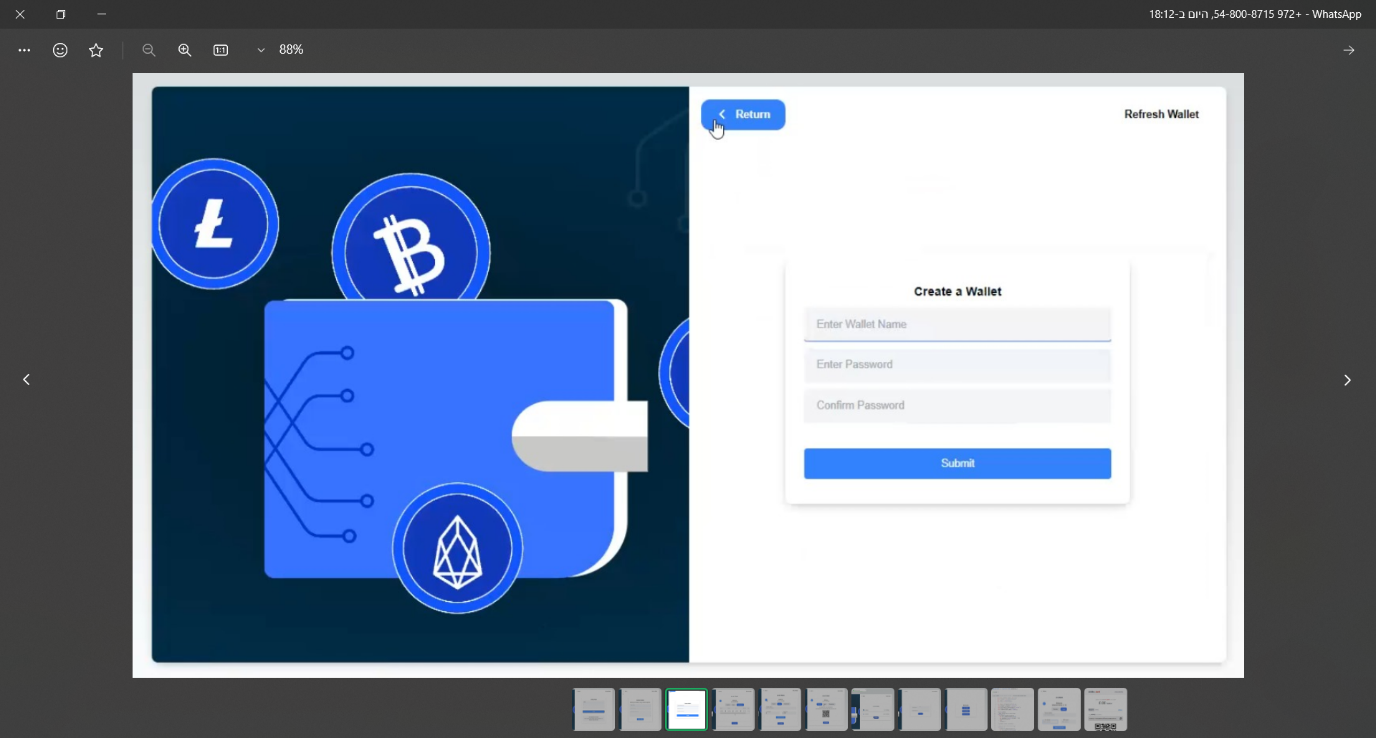 WhatsApp - +972 54-800-8715, היום ב-18:12
88%
Return
Refresh Wallet
Create a Wallet
Enter Wallet Name
Enter Password
Confirm Password
Submit